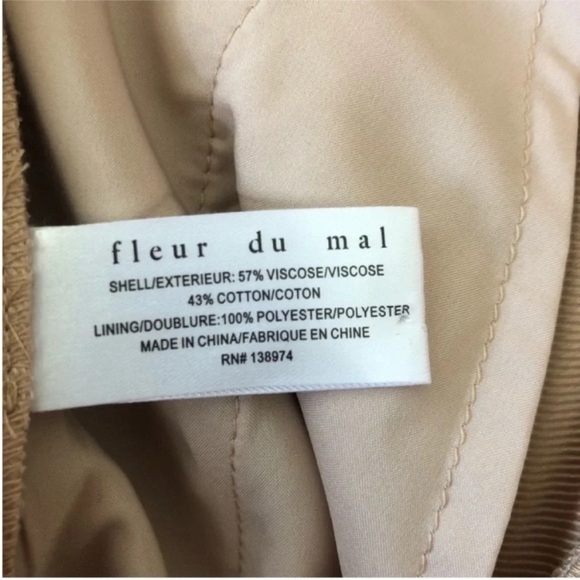 fleur du mal
SHELL/EXTERIEUR: 57% VISCOSE/VISCOSE
43% COTTON/COTON
LINING/DOUBLURE:100% POLYESTER/POLYESTER
MADE IN CHINA/FABRIQUE EN CHINE
RN# 138974